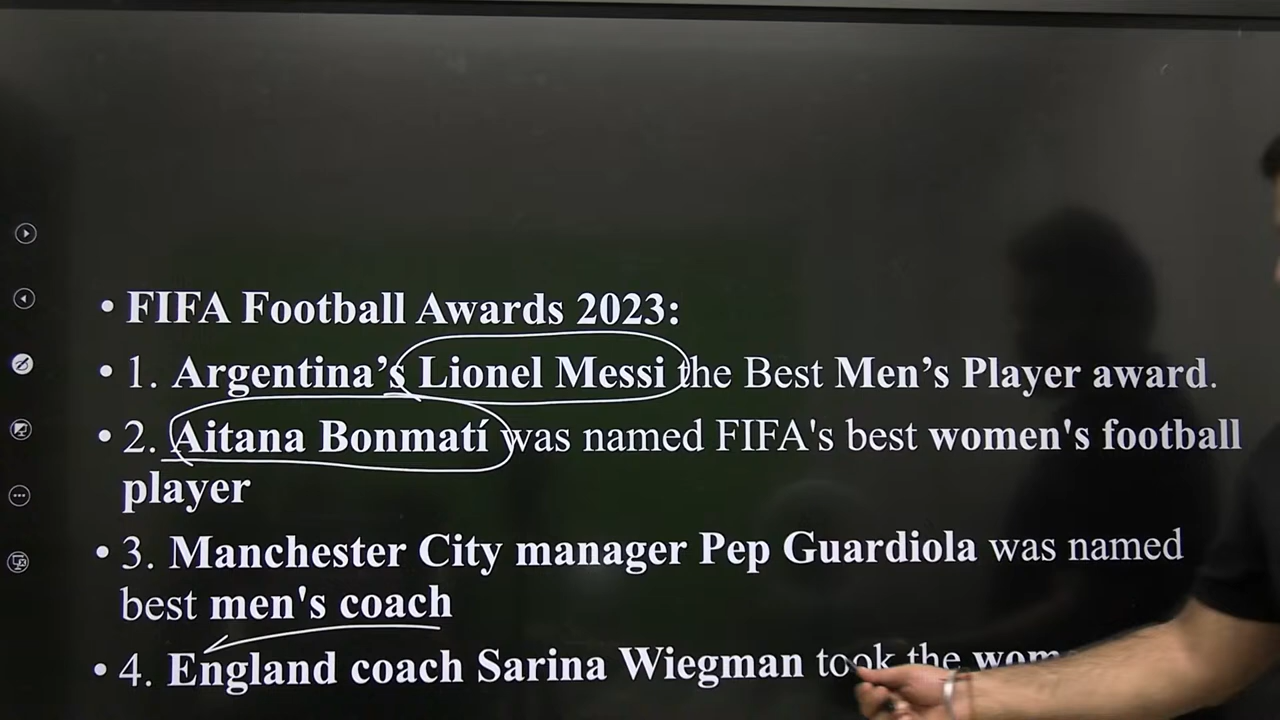 • FIFA Football Awards 2023:
• 1. Argentina’s Lionel Messi the Best Men’s Player award.
• 2. Aitana Bonmatí was named FIFA's best women's football
player
• 3. Manchester City manager Pep Guardiola was named
best men's coach
• 4. England coach Sarina Wiegman took the